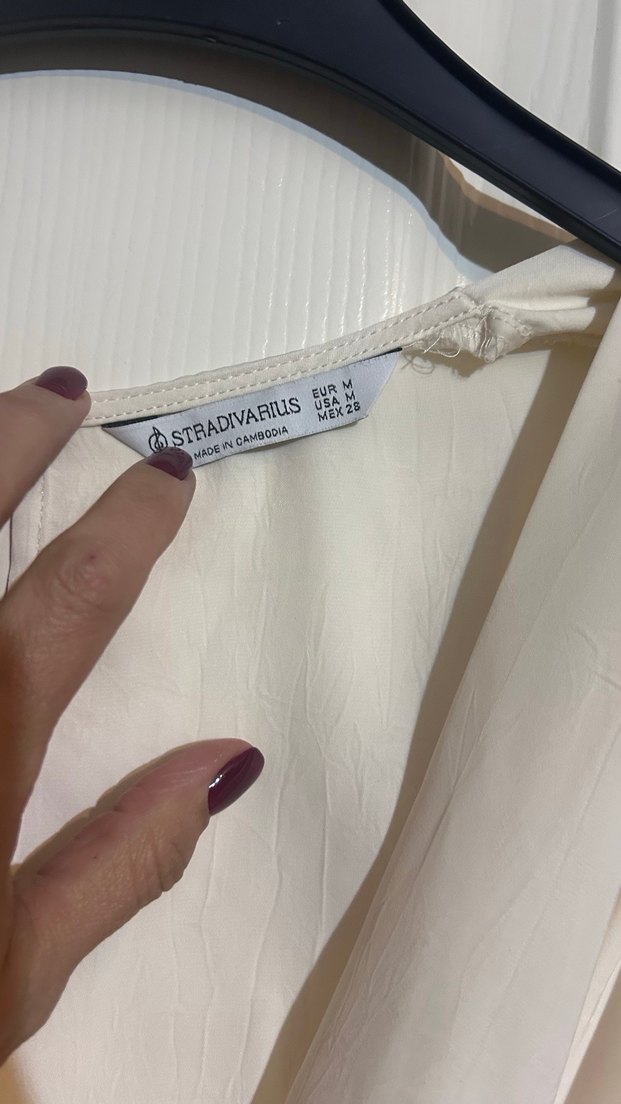 STRADIVARIUS
MADE IN CAMBODIA
EUR M
USA M
MEX 28